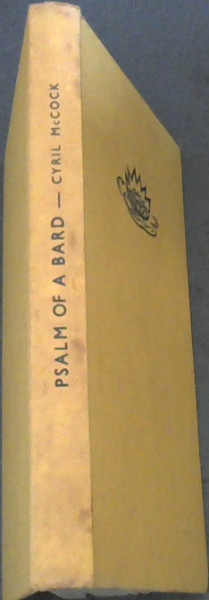 PSALM OF A BARD — CYRIL McCOCK